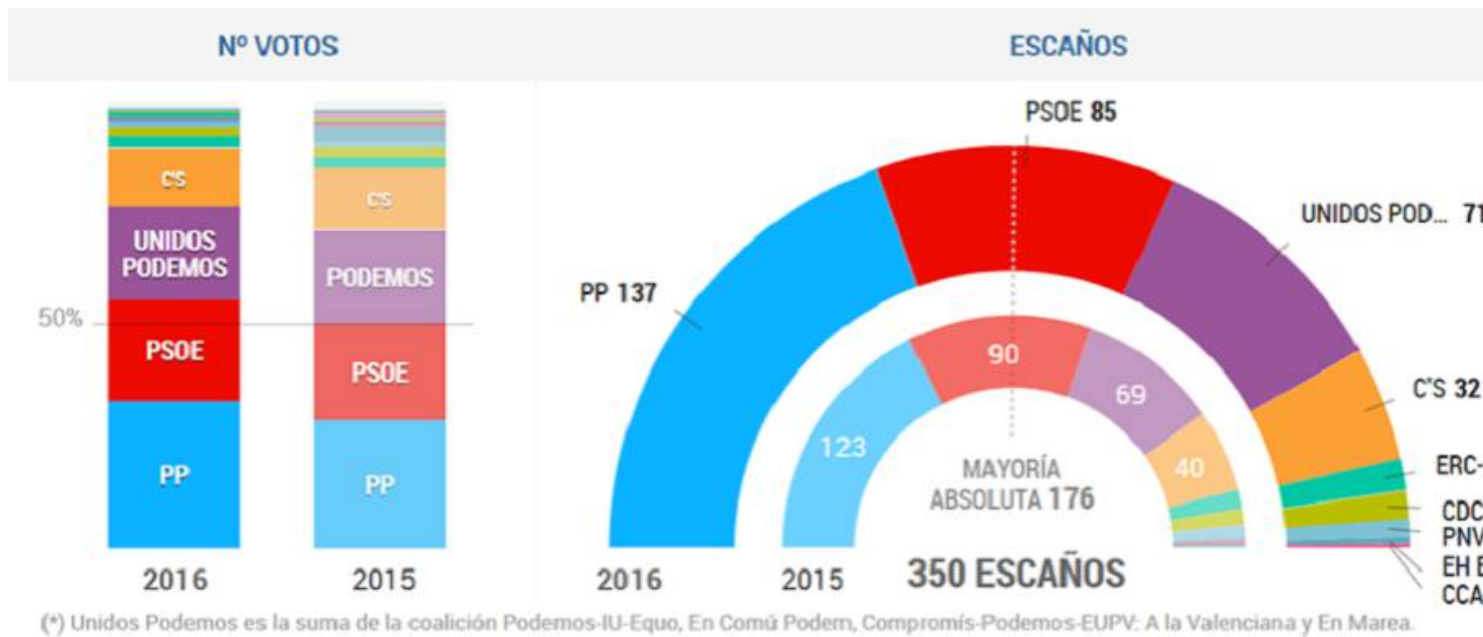 Nº VOTOS
ESCAÑOS
C'S
UNIDOS
PODEMOS
50%
PSOE
PP
2016
C'S
PODEMOS
PSOE
PP
2015
PSOE 85
UNIDOS POD... 71
PP 137
C'S 32
ERC-
CDC
PNV
EH B
CCA
90
69
123
40
MAYORÍA
ABSOLUTA 176
2016
2015
350 ESCAÑOS
(*) Unidos Podemos es la suma de la coalición Podemos-IU-Equo, En Comú Podem, Compromís-Podemos-EUPV: A la Valenciana y En Marea.